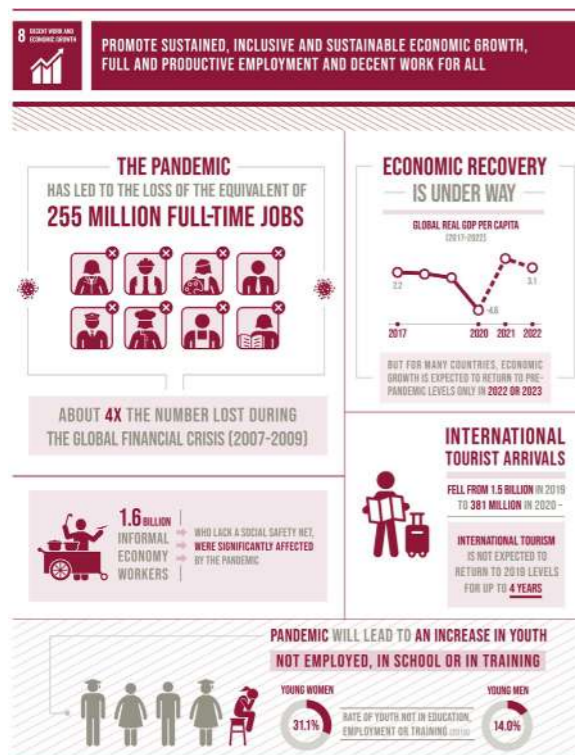 8 DECENT WORK AND
ECONOMIC GROWTH
PROMOTE SUSTAINED, INCLUSIVE AND SUSTAINABLE ECONOMIC GROWTH,
FULL AND PRODUCTIVE EMPLOYMENT AND DECENT WORK FOR ALL
THE PANDEMIC
HAS LED TO THE LOSS OF THE EQUIVALENT OF
255 MILLION FULL-TIME JOBS
ABOUT 4X THE NUMBER LOST DURING
THE GLOBAL FINANCIAL CRISIS (2007-2009)
ECONOMIC RECOVERY
IS UNDER WAY
GLOBAL REAL GDP PER CAPITA
(2017-2022)
2.2
-4.6
3.1
2017 2020 2021 2022
BUT FOR MANY COUNTRIES, ECONOMIC
GROWTH IS EXPECTED TO RETURN TO PRE-
PANDEMIC LEVELS ONLY IN 2022 OR 2023
1.6 BILLION
INFORMAL
ECONOMY
WORKERS
WHO LACK A SOCIAL SAFETY NET,
WERE SIGNIFICANTLY AFFECTED
BY THE PANDEMIC
INTERNATIONAL
TOURIST ARRIVALS
FELL FROM 1.5 BILLION IN 2019
TO 381 MILLION IN 2020 –
INTERNATIONAL TOURISM
IS NOT EXPECTED TO
RETURN TO 2019 LEVELS
FOR UP TO 4 YEARS
PANDEMIC WILL LEAD TO AN INCREASE IN YOUTH
NOT EMPLOYED, IN SCHOOL OR IN TRAINING
YOUNG WOMEN
31.1%
RATE OF YOUTH NOT IN EDUCATION,
EMPLOYMENT OR TRAINING (2019)
YOUNG MEN
14.0%